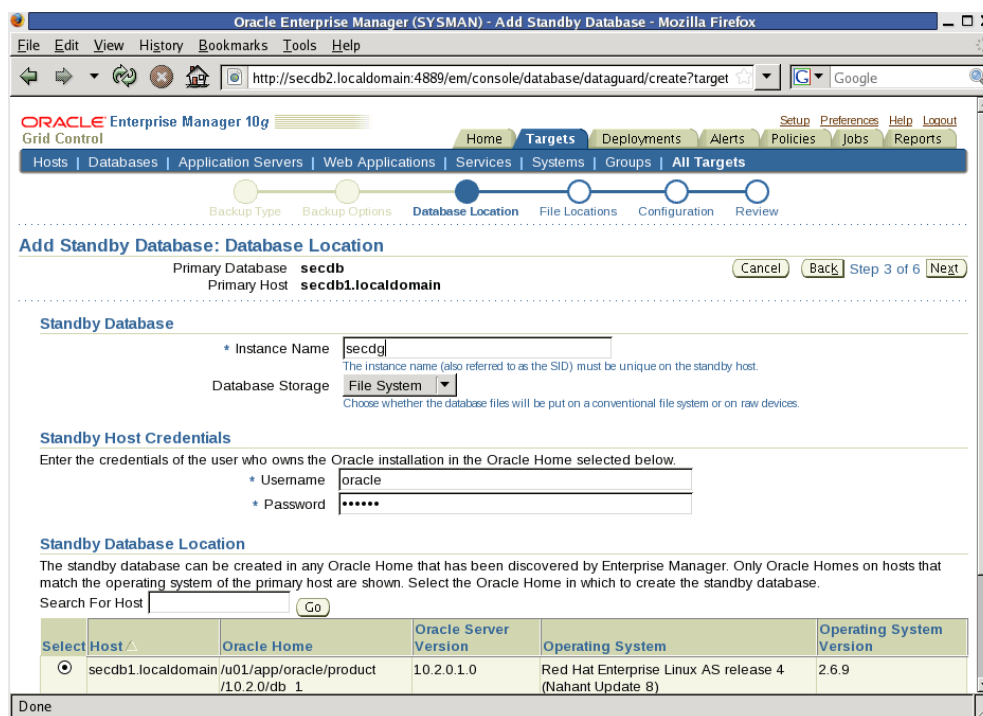 Oracle Enterprise Manager (SYSMAN) - Add Standby Database - Mozilla Firefox
File Edit View History Bookmarks Tools Help
http://secdb2.localdomain:4889/em/console/database/dataguard/create?target
G Google
ORACLE Enterprise Manager 10g
Grid Control
Setup Preferences Help Logout
Home Targets Deployments Alerts Policies Jobs Reports
Hosts | Databases | Application Servers | Web Applications | Services | Systems | Groups | All Targets
Backup Type Backup Options Database Location File Locations Configuration Review
Add Standby Database: Database Location
Primary Database secdb
Primary Host secdb1.localdomain
Cancel Back Step 3 of 6 Next
Standby Database
* Instance Name secdg
The instance name (also referred to as the SID) must be unique on the standby host.
Database Storage File System
Choose whether the database files will be put on a conventional file system or on raw devices.
Standby Host Credentials
Enter the credentials of the user who owns the Oracle installation in the Oracle Home selected below.
* Username oracle
* Password ••••••
Standby Database Location
The standby database can be created in any Oracle Home that has been discovered by Enterprise Manager. Only Oracle Homes on hosts that
match the operating system of the primary host are shown. Select the Oracle Home in which to create the standby database.
Search For Host Go
Select Host Oracle Home Oracle Server Version Operating System Operating System Version
secdb1.localdomain /u01/app/oracle/product 10.2.0.1.0 Red Hat Enterprise Linux AS release 4 2.6.9
/10.2.0/db_1 (Nahant Update 8)
Done